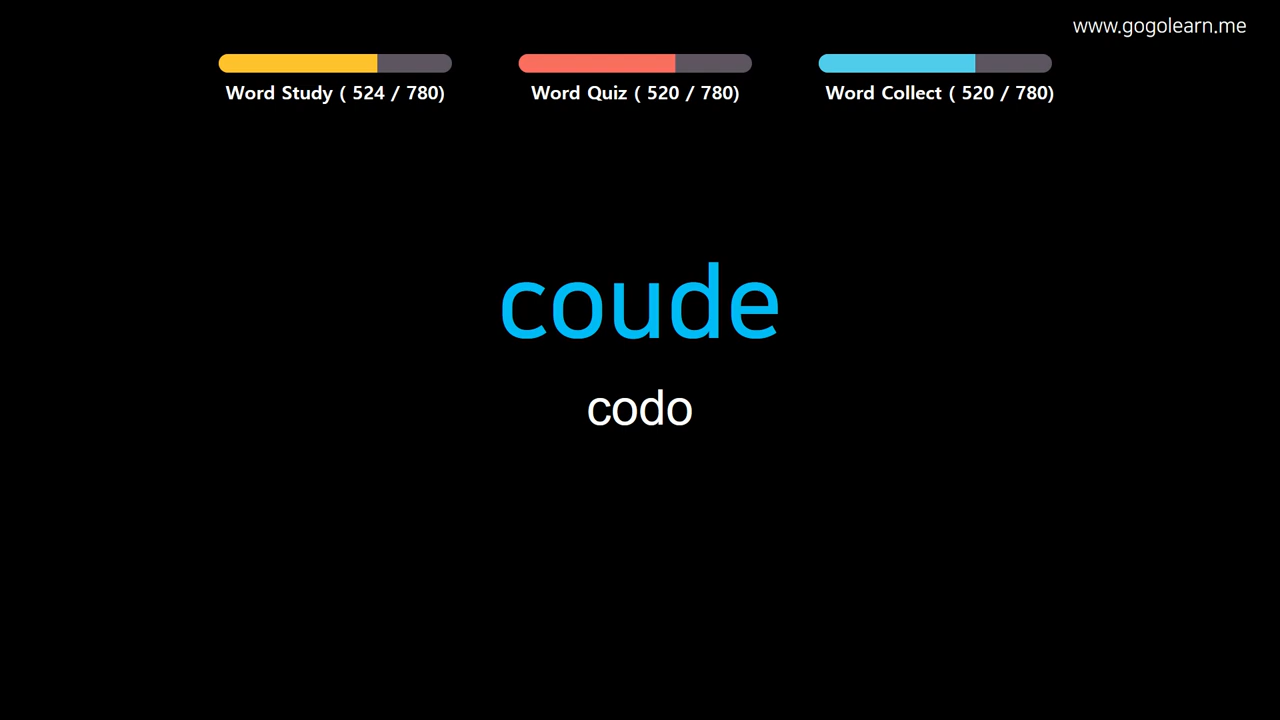 www.gogolearn.me
Word Study ( 524 / 780)
Word Quiz ( 520 / 780)
Word Collect ( 520 / 780)
coude
codo